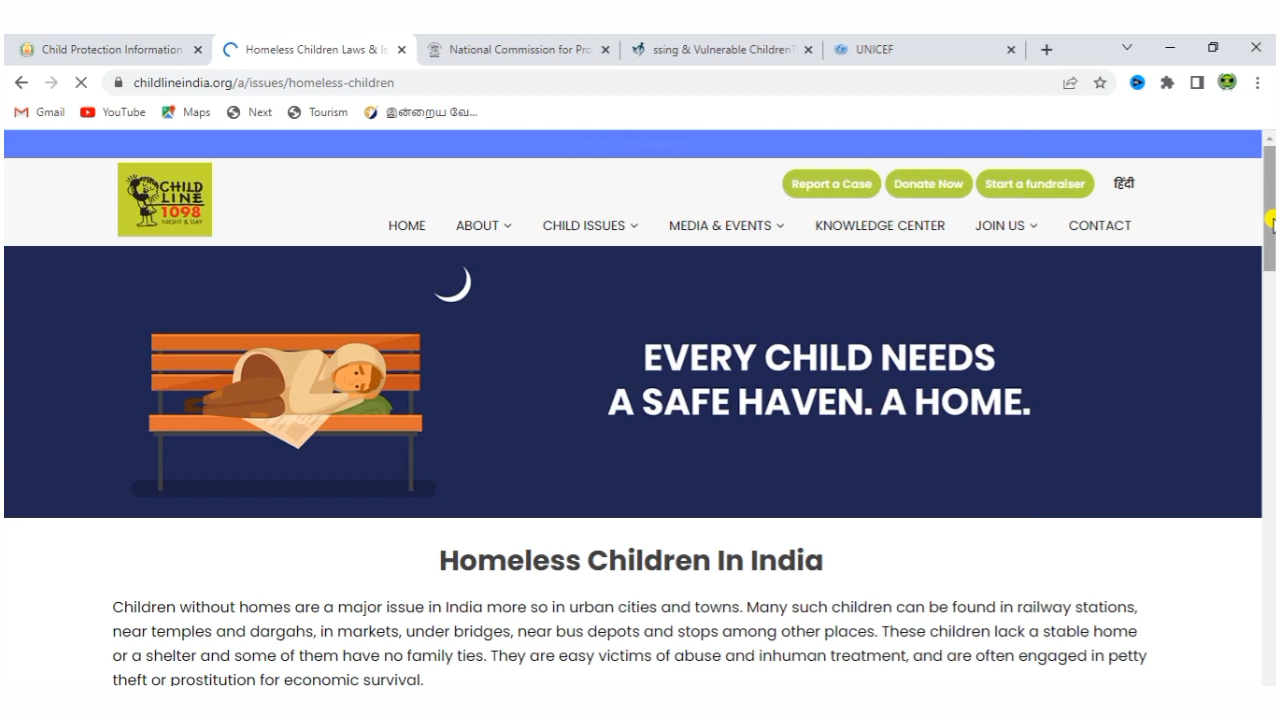 Child Protection Information
Homeless Children Laws & Is
National Commission for Pro
ssing & Vulnerable Children
UNICEF
childlineindia.org/a/issues/homeless-children
Gmail
YouTube
Maps
Next
Tourism
இன்றைய வே...
CHILD
LINE
1098
NIGHT & DAY
Report a Case
Donate Now
Start a fundraiser
हिंदी
HOME
ABOUT
CHILD ISSUES
MEDIA & EVENTS
KNOWLEDGE CENTER
JOIN US
CONTACT
EVERY CHILD NEEDS
A SAFE HAVEN. A HOME.
Homeless Children In India
Children without homes are a major issue in India more so in urban cities and towns. Many such children can be found in railway stations,
near temples and dargahs, in markets, under bridges, near bus depots and stops among other places. These children lack a stable home
or a shelter and some of them have no family ties. They are easy victims of abuse and inhuman treatment, and are often engaged in petty
theft or prostitution for economic survival.